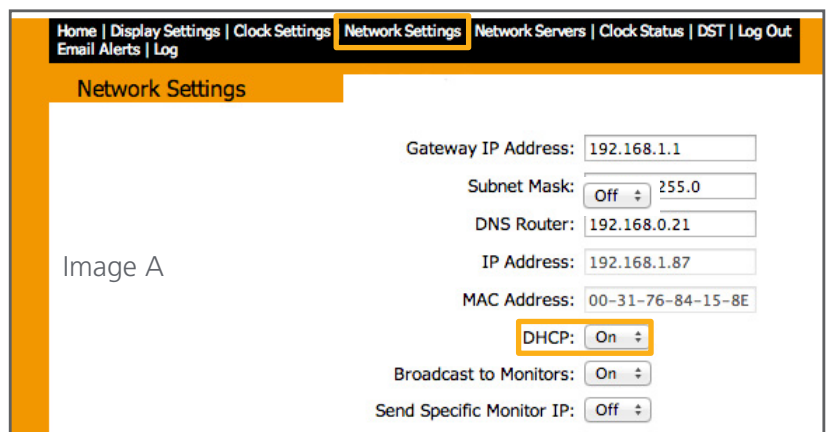 Home | Display Settings | Clock Settings | Network Settings | Network Servers | Clock Status | DST | Log Out
Email Alerts | Log
Network Settings
Gateway IP Address: 192.168.1.1
Subnet Mask: Off 255.0
DNS Router: 192.168.0.21
Image A
IP Address: 192.168.1.87
MAC Address: 00-31-76-84-15-8E
DHCP: On
Broadcast to Monitors: On
Send Specific Monitor IP: Off